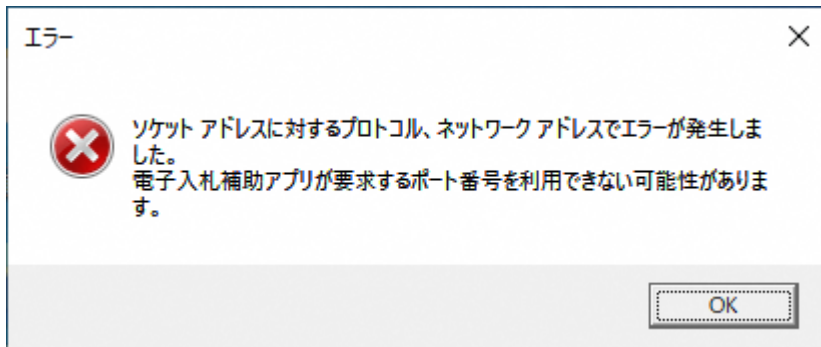 エラー
ソケット アドレスに対するプロトコル、ネットワーク アドレスでエラーが発生しま
した。
電子入札補助アプリが要求するポート番号を利用できない可能性がありま
す。
OK